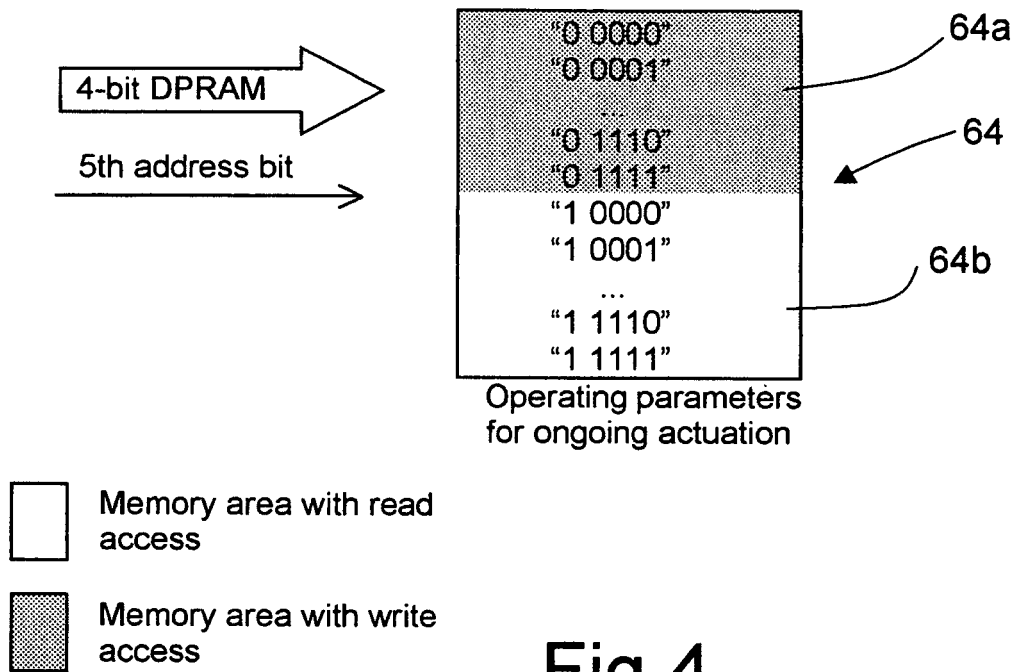 “0 0000”
“0 0001”
...
“0 1110”
“0 1111”
“1 0000”
“1 0001”
...
“1 1110”
“1 1111”
64a
64
64b
4-bit DPRAM
5th address bit
Operating parameters
for ongoing actuation
Memory area with read
access
Memory area with write
access
Fig 4